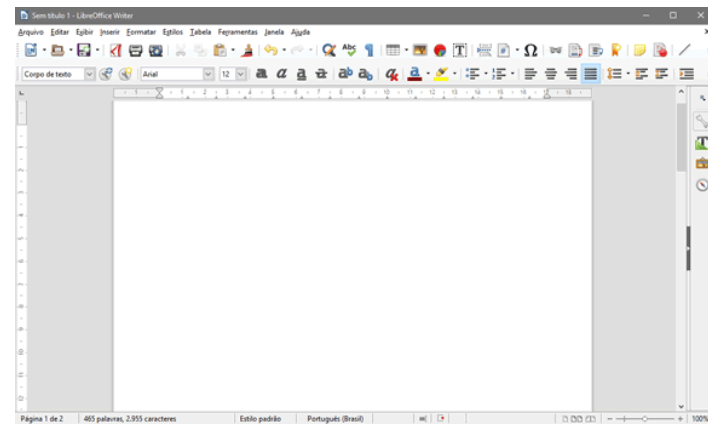 Sem título 1 - LibreOffice Writer
Arquivo Editar Exibir Inserir Formatar Estilos Tabela Ferramentas Janela Ajuda
Corpo de texto Arial 12
Página 1 de 2 465 palavras, 2.955 caracteres Estilo padrão Português (Brasil) 100%